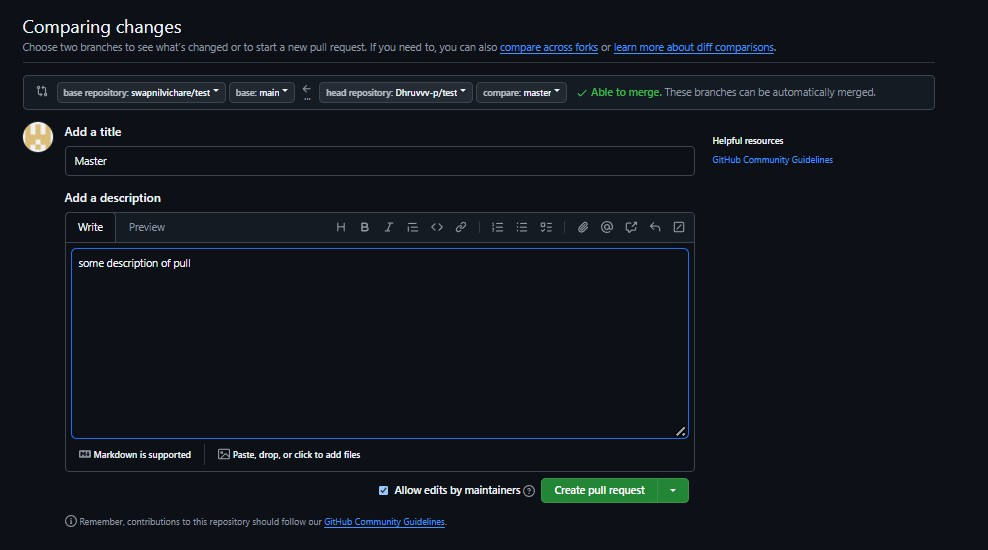 Comparing changes
Choose two branches to see what's changed or to start a new pull request. If you need to, you can also compare across forks or learn more about diff comparisons.
base repository: swapnilvichare/test base: main ... head repository: Dhruvvv-p/test compare: master Able to merge. These branches can be automatically merged.
Add a title
Helpful resources
Master
GitHub Community Guidelines
Add a description
Write Preview
some description of pull
Markdown is supported Paste, drop, or click to add files
Allow edits by maintainers Create pull request
Remember, contributions to this repository should follow our GitHub Community Guidelines.